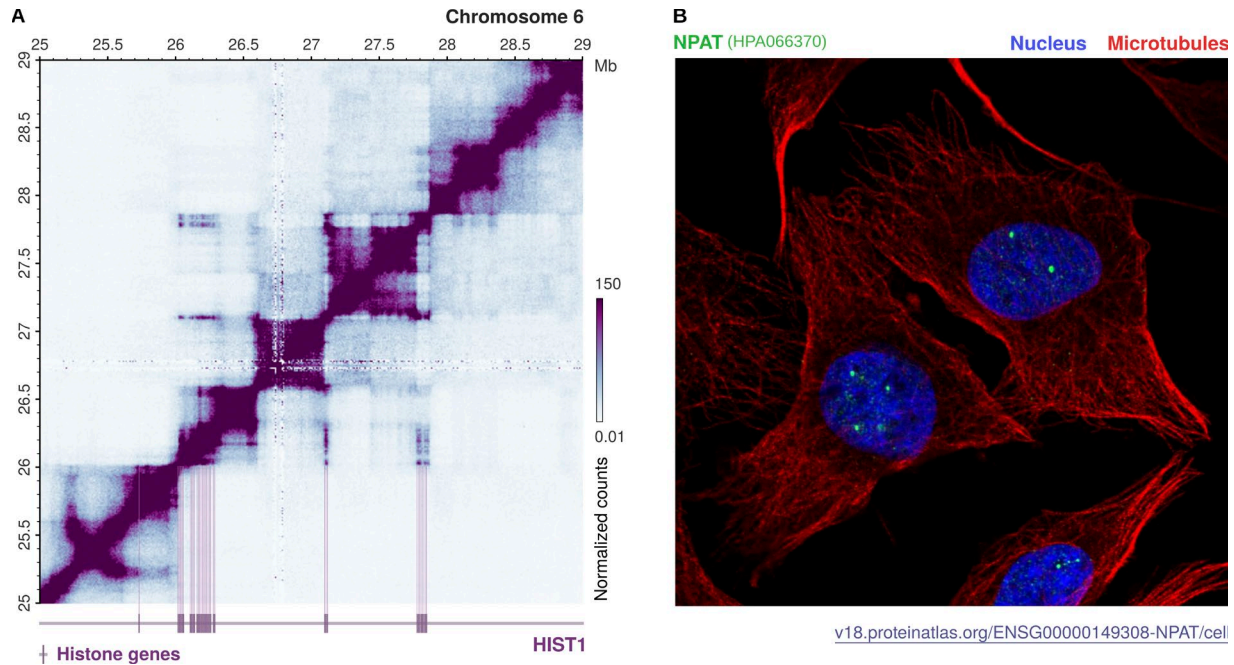 A
Chromosome 6
25 25.5 26 26.5 27 27.5 28 28.5 29
Mb
29
28.5
28
27.5
27
26.5
26
25.5
25
150
0.01
Normalized counts
HIST1
Histone genes
B
NPAT (HPA066370) Nucleus Microtubules
v18.proteinatlas.org/ENSG00000149308-NPAT/cell